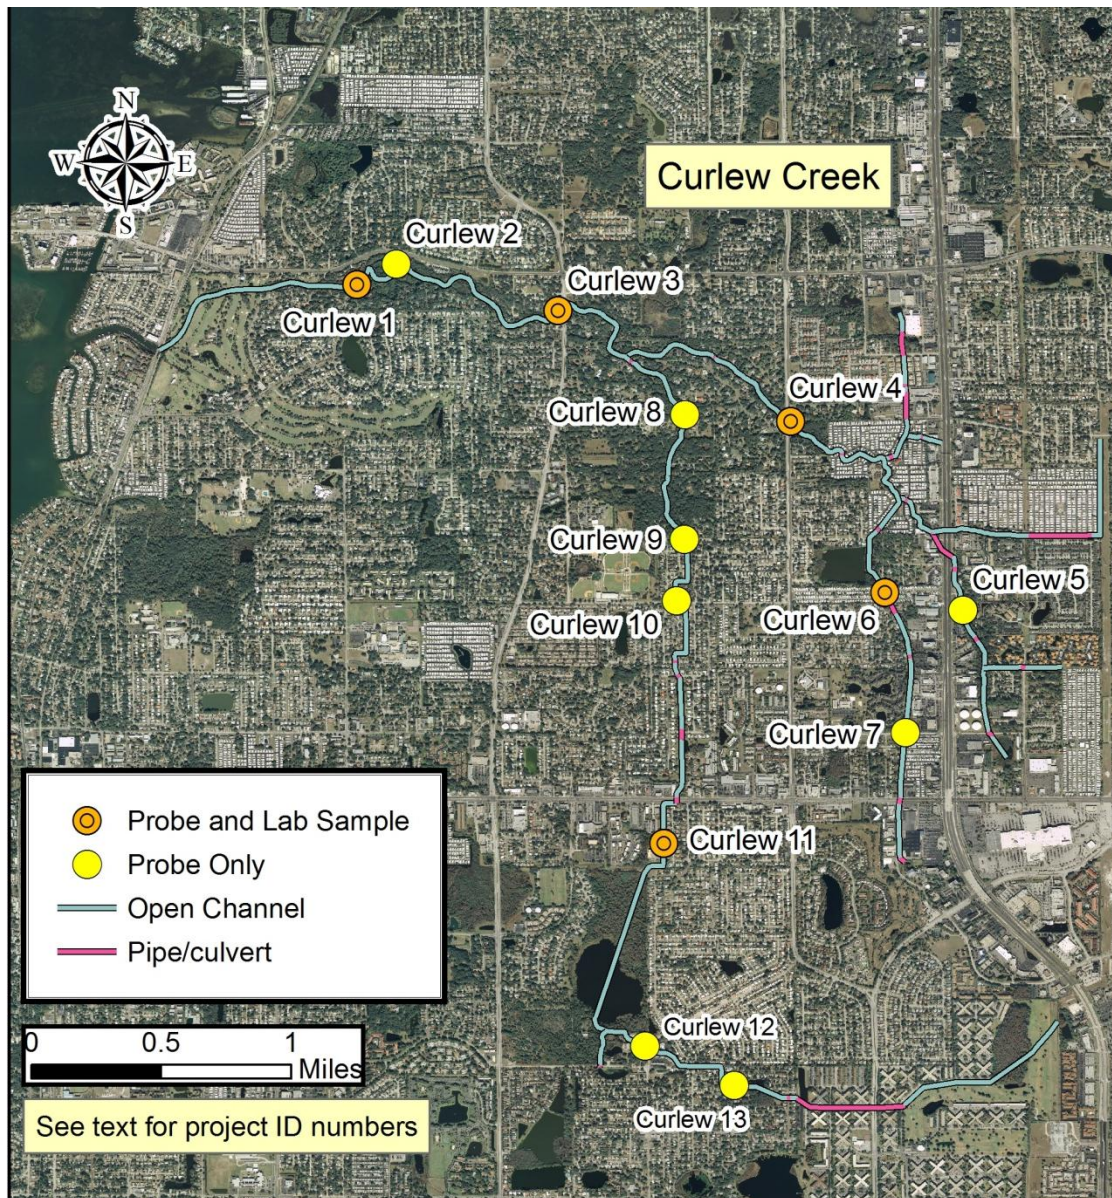 N
W E
S
Curlew Creek
Curlew 2
Curlew 1
Curlew 3
Curlew 4
Curlew 8
Curlew 9
Curlew 10
Curlew 6
Curlew 5
Curlew 7
Curlew 11
Curlew 12
Curlew 13
Probe and Lab Sample
Probe Only
Open Channel
Pipe/culvert
0 0.5 1
Miles
See text for project ID numbers